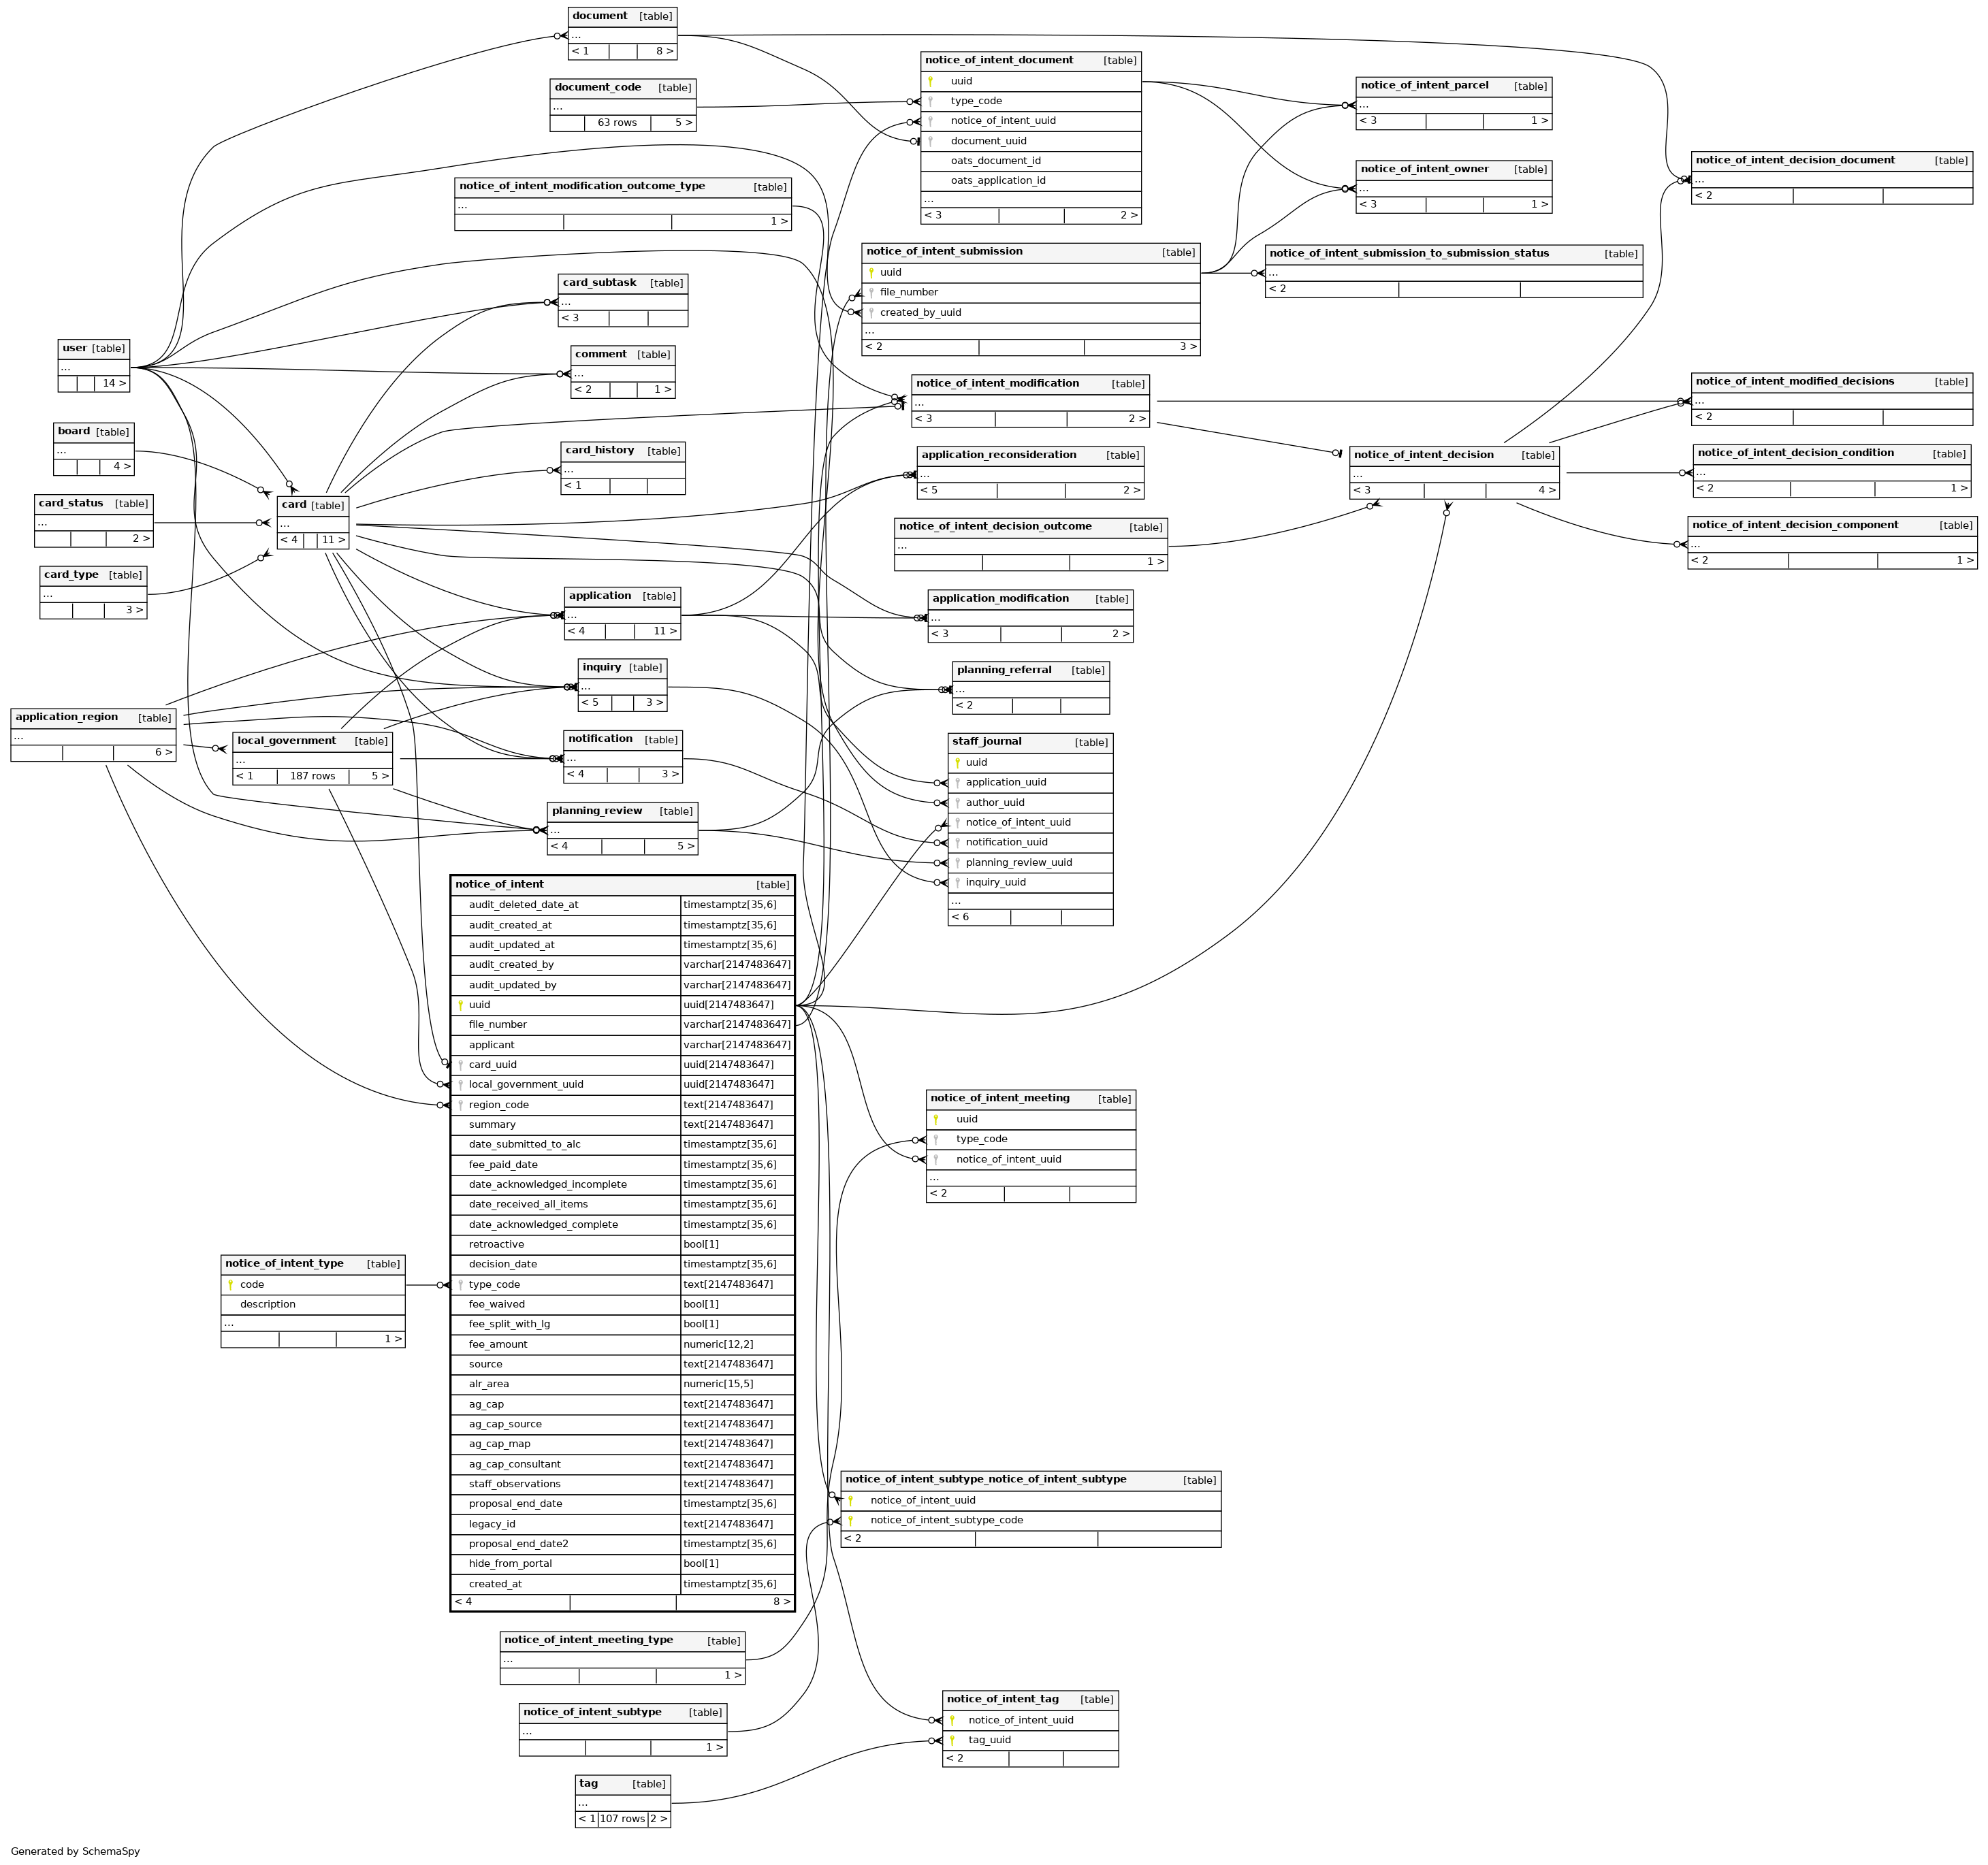 document [table]
...
< 1 8 >
document_code [table]
...
63 rows 5 >
notice_of_intent_modification_outcome_type [table]
...
1 >
notice_of_intent_document [table]
uuid
type_code
notice_of_intent_uuid
document_uuid
oats_document_id
oats_application_id
...
< 3 2 >
notice_of_intent_parcel [table]
...
< 3 1 >
notice_of_intent_owner [table]
...
< 3 1 >
notice_of_intent_decision_document [table]
...
< 2
notice_of_intent_submission [table]
uuid
file_number
created_by_uuid
...
< 2 3 >
notice_of_intent_submission_to_submission_status [table]
...
< 2
card_subtask [table]
...
< 3
user [table]
...
14 >
comment [table]
...
< 2 1 >
notice_of_intent_modification [table]
...
< 3 2 >
notice_of_intent_modified_decisions [table]
...
< 2
board [table]
...
4 >
card_history [table]
...
< 1
application_reconsideration [table]
...
< 5 2 >
notice_of_intent_decision [table]
...
< 3 4 >
notice_of_intent_decision_condition [table]
...
< 2 1 >
card_status [table]
...
2 >
card [table]
...
< 4 11 >
notice_of_intent_decision_outcome [table]
...
1 >
notice_of_intent_decision_component [table]
...
< 2 1 >
card_type [table]
...
3 >
application [table]
...
< 4 11 >
application_modification [table]
...
< 3 2 >
inquiry [table]
...
< 5 3 >
planning_referral [table]
...
< 2
application_region [table]
...
6 >
local_government [table]
...
< 1 187 rows 5 >
notification [table]
...
< 4 3 >
planning_review [table]
...
< 4 5 >
staff_journal [table]
uuid
application_uuid
author_uuid
notice_of_intent_uuid
notification_uuid
planning_review_uuid
inquiry_uuid
...
< 6
notice_of_intent [table]
audit_deleted_date_at timestamptz[35,6]
audit_created_at timestamptz[35,6]
audit_updated_at timestamptz[35,6]
audit_created_by varchar[2147483647]
audit_updated_by varchar[2147483647]
uuid uuid[2147483647]
file_number varchar[2147483647]
applicant varchar[2147483647]
card_uuid uuid[2147483647]
local_government_uuid uuid[2147483647]
region_code text[2147483647]
summary text[2147483647]
date_submitted_to_alc timestamptz[35,6]
fee_paid_date timestamptz[35,6]
date_acknowledged_incomplete timestamptz[35,6]
date_received_all_items timestamptz[35,6]
date_acknowledged_complete timestamptz[35,6]
retroactive bool[1]
decision_date timestamptz[35,6]
type_code text[2147483647]
fee_waived bool[1]
fee_split_with_lg bool[1]
fee_amount numeric[12,2]
source text[2147483647]
alr_area numeric[15,5]
ag_cap text[2147483647]
ag_cap_source text[2147483647]
ag_cap_map text[2147483647]
ag_cap_consultant text[2147483647]
staff_observations text[2147483647]
proposal_end_date timestamptz[35,6]
legacy_id text[2147483647]
proposal_end_date2 timestamptz[35,6]
hide_from_portal bool[1]
created_at timestamptz[35,6]
< 4 8 >
notice_of_intent_meeting [table]
uuid
type_code
notice_of_intent_uuid
...
< 2
notice_of_intent_type [table]
code
description
...
1 >
notice_of_intent_subtype_notice_of_intent_subtype [table]
notice_of_intent_uuid
notice_of_intent_subtype_code
< 2
notice_of_intent_meeting_type [table]
...
1 >
notice_of_intent_subtype [table]
...
1 >
notice_of_intent_tag [table]
notice_of_intent_uuid
tag_uuid
< 2
tag [table]
...
< 1 107 rows 2 >
Generated by SchemaSpy